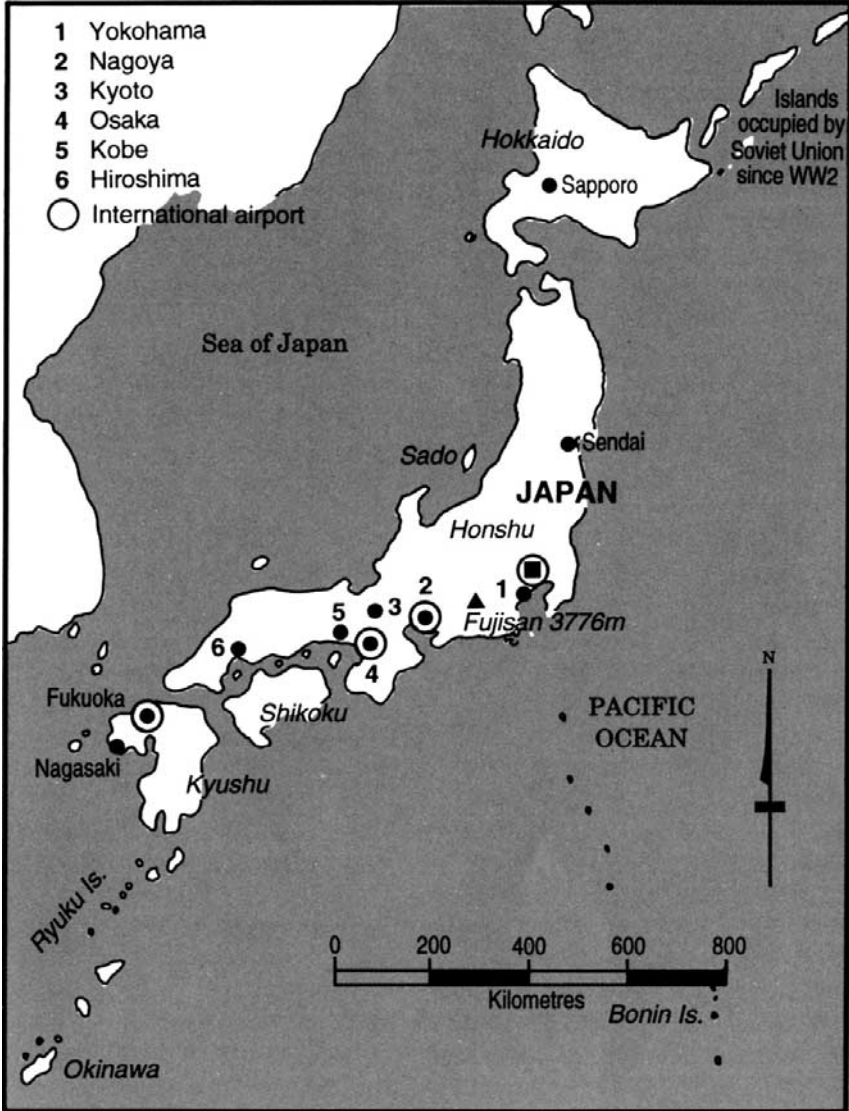 1 Yokohama
2 Nagoya
3 Kyoto
4 Osaka
5 Kobe
6 Hiroshima
International airport
Islands
occupied by
Soviet Union
since WW2
Hokkaido
Sapporo
Sea of Japan
Sado
Sendai
JAPAN
Honshu
1
2
3
Fujisan 3776m
5
4
6
N
Fukuoka
Shikoku
PACIFIC
OCEAN
Nagasaki
Kyushu
Ryuku Is.
0 200 400 600 800
Kilometres
Bonin Is.
Okinawa